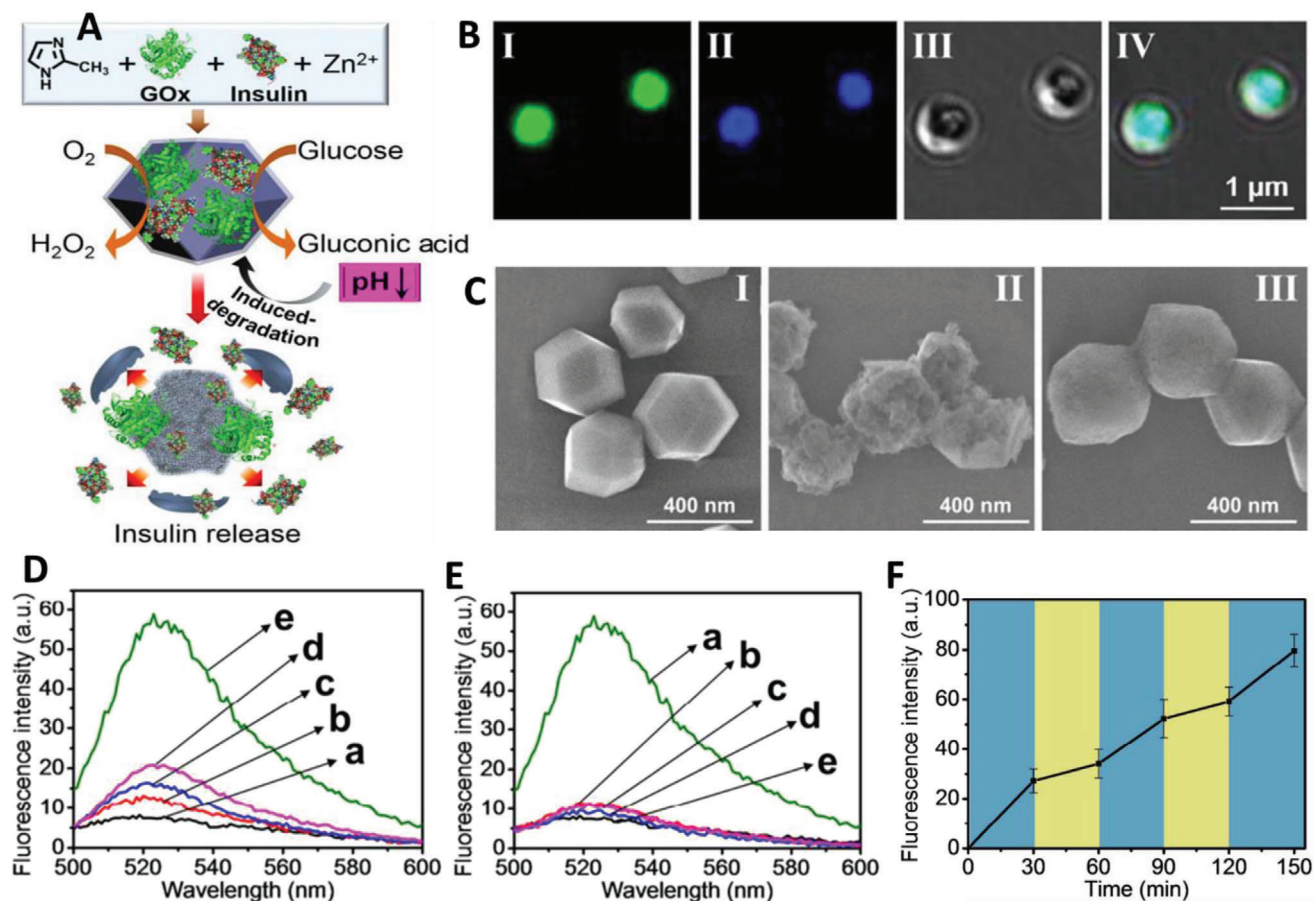 A
N
N
H
CH₃
+
GOx
+
Insulin
+
Zn²⁺
O₂
Glucose
H₂O₂
Gluconic acid
pH ↓
Induced-
degradation
Insulin release
B
I
II
III
IV
1 µm
C
I
II
III
400 nm
400 nm
400 nm
D
Fluorescence intensity (a.u.)
60
50
40
30
20
10
0
e
d
c
b
a
500 520 540 560 580 600
Wavelength (nm)
E
Fluorescence intensity (a.u.)
60
50
40
30
20
10
0
a
b
c
d
e
500 520 540 560 580 600
Wavelength (nm)
F
Fluorescence intensity (a.u.)
100
80
60
40
20
0
0 30 60 90 120 150
Time (min)